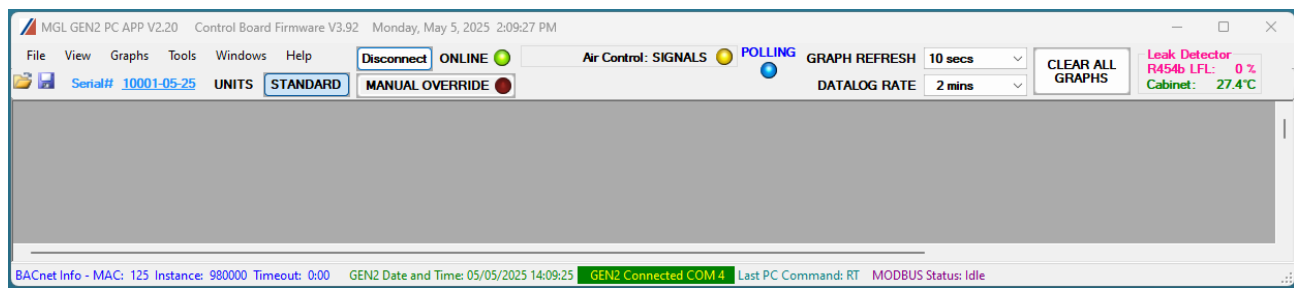 MGL GEN2 PC APP V2.20 Control Board Firmware V3.92 Monday, May 5, 2025 2:09:27 PM
File View Graphs Tools Windows Help Disconnect ONLINE Air Control: SIGNALS POLLING GRAPH REFRESH 10 secs CLEAR ALL GRAPHS Leak Detector
R454b LFL: 0 %
Serial# 10001-05-25 UNITS STANDARD MANUAL OVERRIDE DATALOG RATE 2 mins Cabinet: 27.4°C
BACnet Info - MAC: 125 Instance: 980000 Timeout: 0:00 GEN2 Date and Time: 05/05/2025 14:09:25 GEN2 Connected COM 4 Last PC Command: RT MODBUS Status: Idle